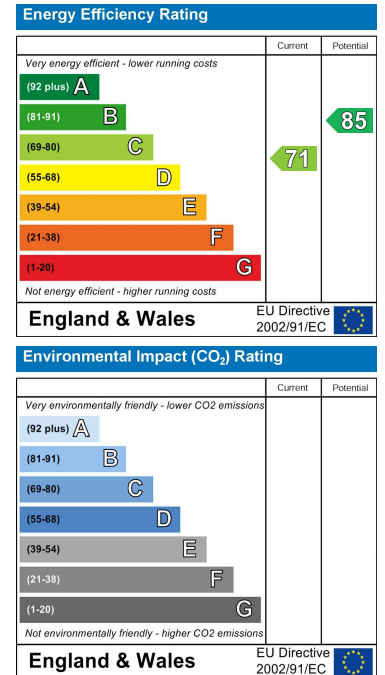 Energy Efficiency Rating
Current Potential
Very energy efficient - lower running costs
(92 plus) A
(81-91) B
85
(69-80) C
71
(55-68) D
(39-54) E
(21-38) F
(1-20) G
Not energy efficient - higher running costs
England & Wales
EU Directive
2002/91/EC
Environmental Impact (CO₂) Rating
Current Potential
Very environmentally friendly - lower CO2 emissions
(92 plus) A
(81-91) B
(69-80) C
(55-68) D
(39-54) E
(21-38) F
(1-20) G
Not environmentally friendly - higher CO2 emissions
England & Wales
EU Directive
2002/91/EC